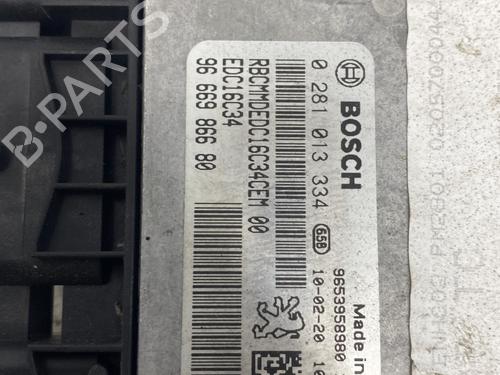 BOSCH
0 281 013 334 658
RBCMMDEDC16C34CEM 00
EDC16C34
96 669 866 80
Made in
9653958980
10-02-20
B-Parts